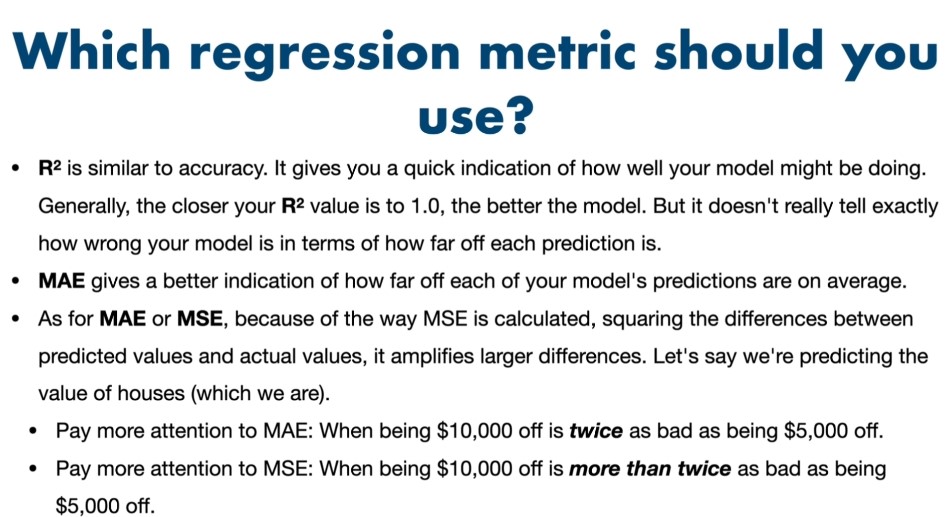 Which regression metric should you
use?
• R² is similar to accuracy. It gives you a quick indication of how well your model might be doing.
Generally, the closer your R² value is to 1.0, the better the model. But it doesn't really tell exactly
how wrong your model is in terms of how far off each prediction is.
• MAE gives a better indication of how far off each of your model's predictions are on average.
• As for MAE or MSE, because of the way MSE is calculated, squaring the differences between
predicted values and actual values, it amplifies larger differences. Let's say we're predicting the
value of houses (which we are).
• Pay more attention to MAE: When being $10,000 off is twice as bad as being $5,000 off.
• Pay more attention to MSE: When being $10,000 off is more than twice as bad as being
$5,000 off.